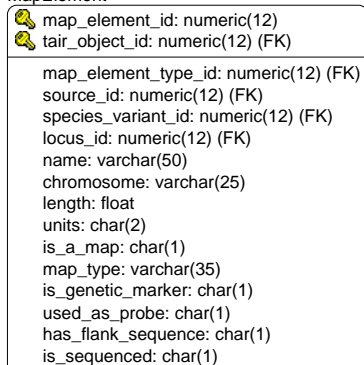 MapElement
map_element_id: numeric(12)
tair_object_id: numeric(12) (FK)
map_element_type_id: numeric(12) (FK)
source_id: numeric(12) (FK)
species_variant_id: numeric(12) (FK)
locus_id: numeric(12) (FK)
name: varchar(50)
chromosome: varchar(25)
length: float
units: char(2)
is_a_map: char(1)
map_type: varchar(35)
is_genetic_marker: char(1)
used_as_probe: char(1)
has_flank_sequence: char(1)
is_sequenced: char(1)